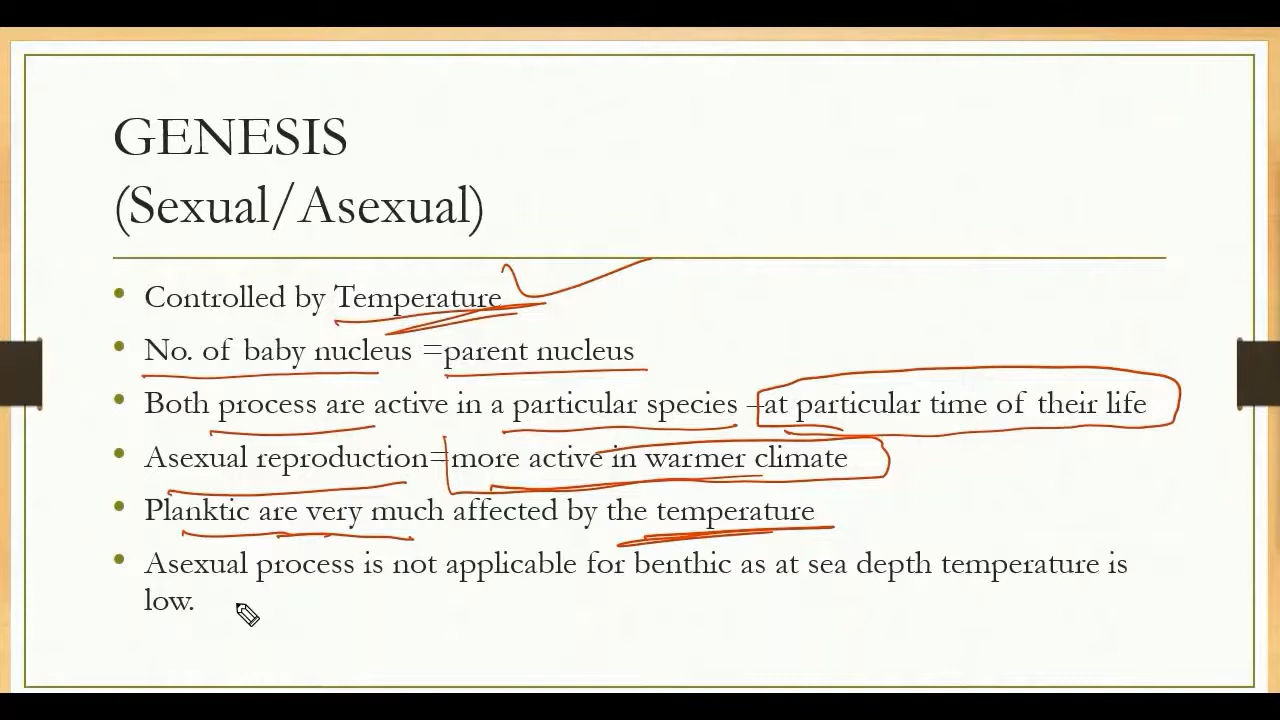 GENESIS
(Sexual/Asexual)
• Controlled by Temperature
• No. of baby nucleus =parent nucleus
• Both process are active in a particular species –at particular time of their life
• Asexual reproduction=more active in warmer climate
• Planktic are very much affected by the temperature
• Asexual process is not applicable for benthic as at sea depth temperature is
low.